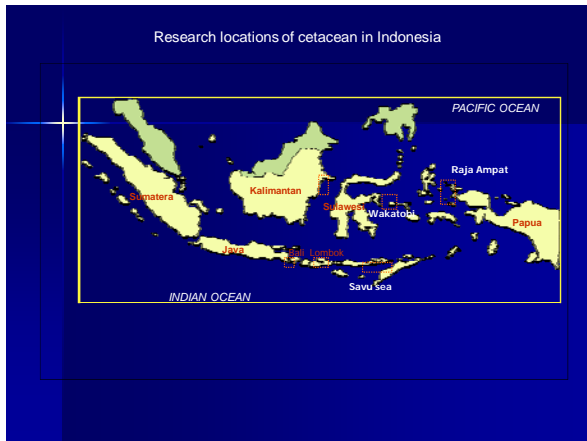 Research locations of cetacean in Indonesia
PACIFIC OCEAN
Raja Ampat
Kalimantan
Sumatera
Sulawesi
Wakatobi
Papua
Java
Bali Lombok
Savu sea
INDIAN OCEAN